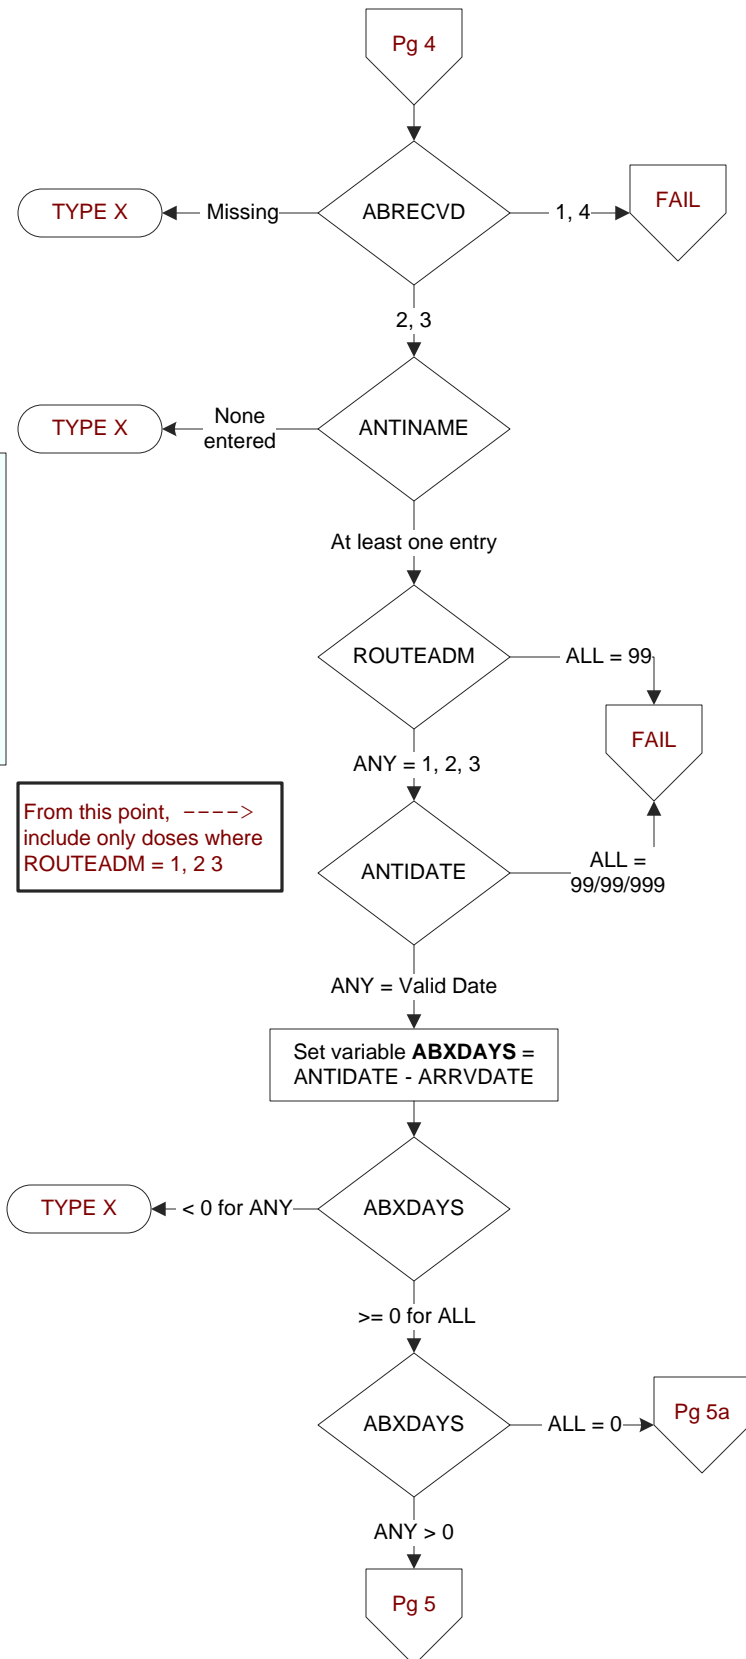 Pg 4
TYPE X
Missing
ABRECVD
1, 4
FAIL
2, 3
TYPE X
None
entered
ANTINAME
At least one entry
ROUTEADM
ALL = 99
FAIL
ANY = 1, 2, 3
From this point, ---->
include only doses where
ROUTEADM = 1, 2 3
ANTIDATE
ALL =
99/99/999
ANY = Valid Date
Set variable ABXDAYS =
ANTIDATE - ARRVDATE
TYPE X
< 0 for ANY
ABXDAYS
>= 0 for ALL
ABXDAYS
ALL = 0
Pg 5a
ANY > 0
Pg 5